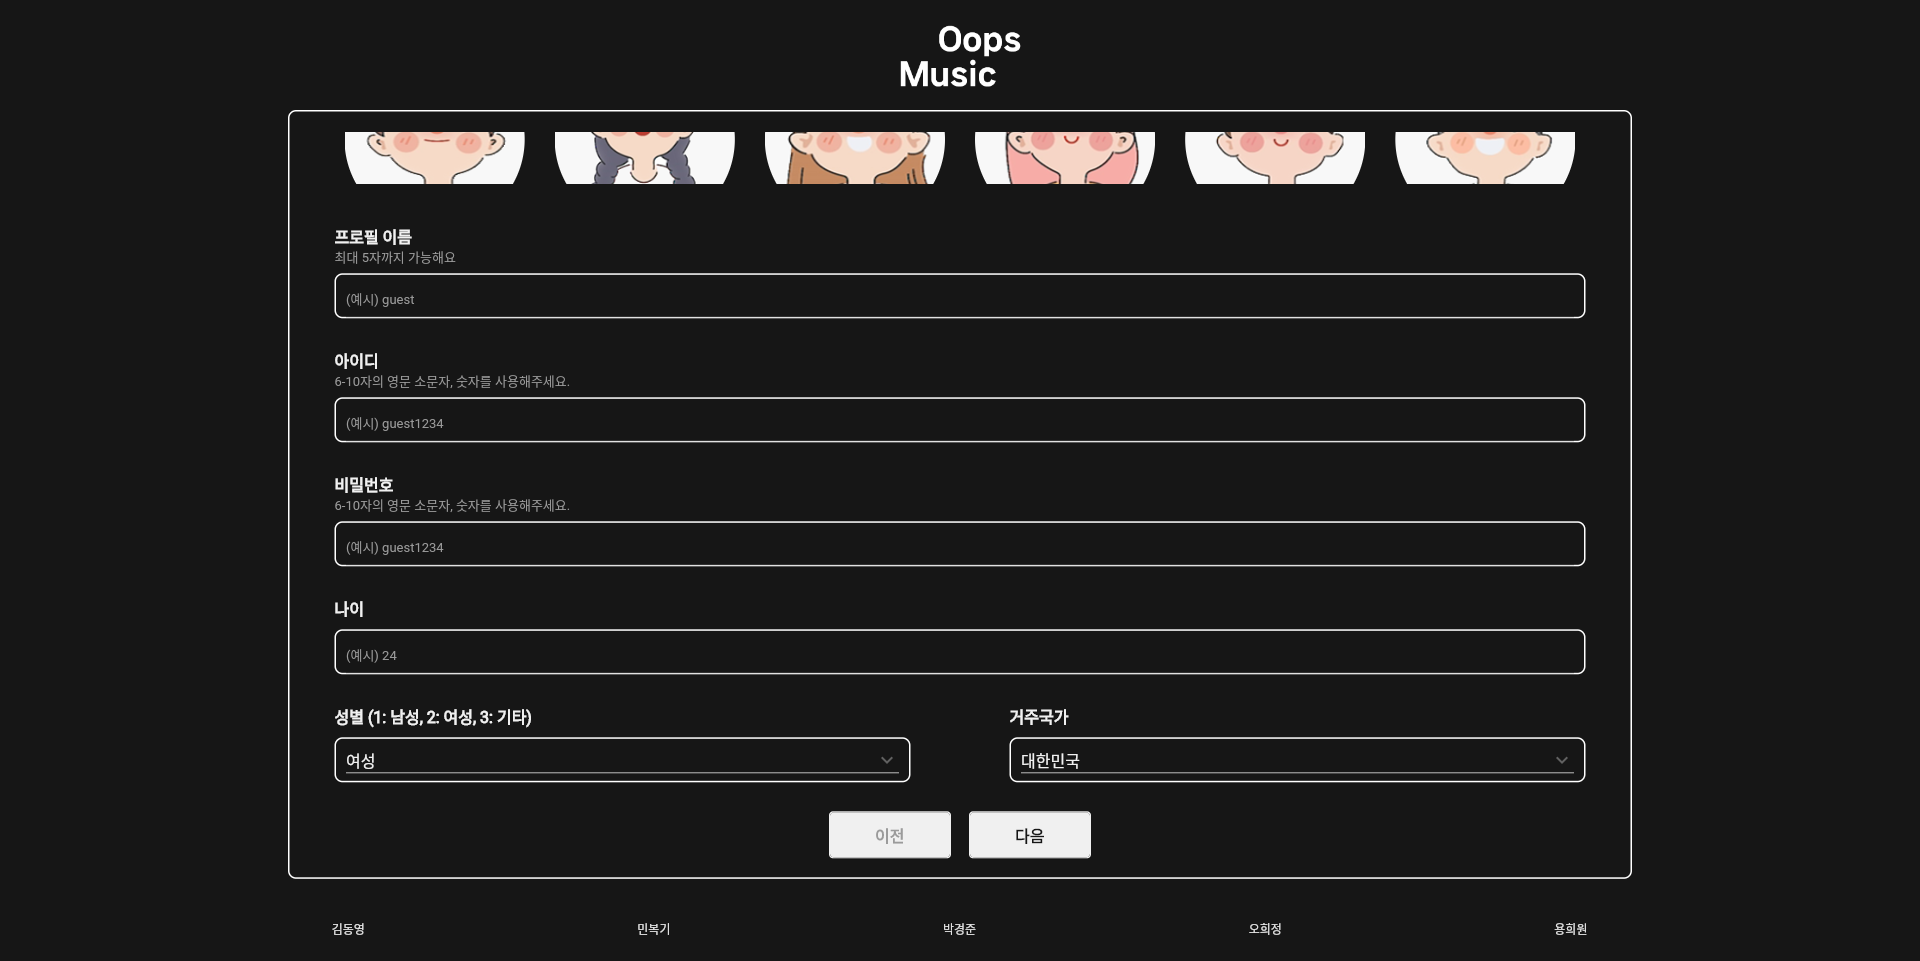 Oops
Music
프로필 이름
최대 5자까지 가능해요
(예시) guest
아이디
6-10자의 영문 소문자, 숫자를 사용해주세요.
(예시) guest1234
비밀번호
6-10자의 영문 소문자, 숫자를 사용해주세요.
(예시) guest1234
나이
(예시) 24
성별 (1: 남성, 2: 여성, 3: 기타) 거주국가
여성 대한민국
이전 다음
김동영 민복기 박경준 오희정 용희원